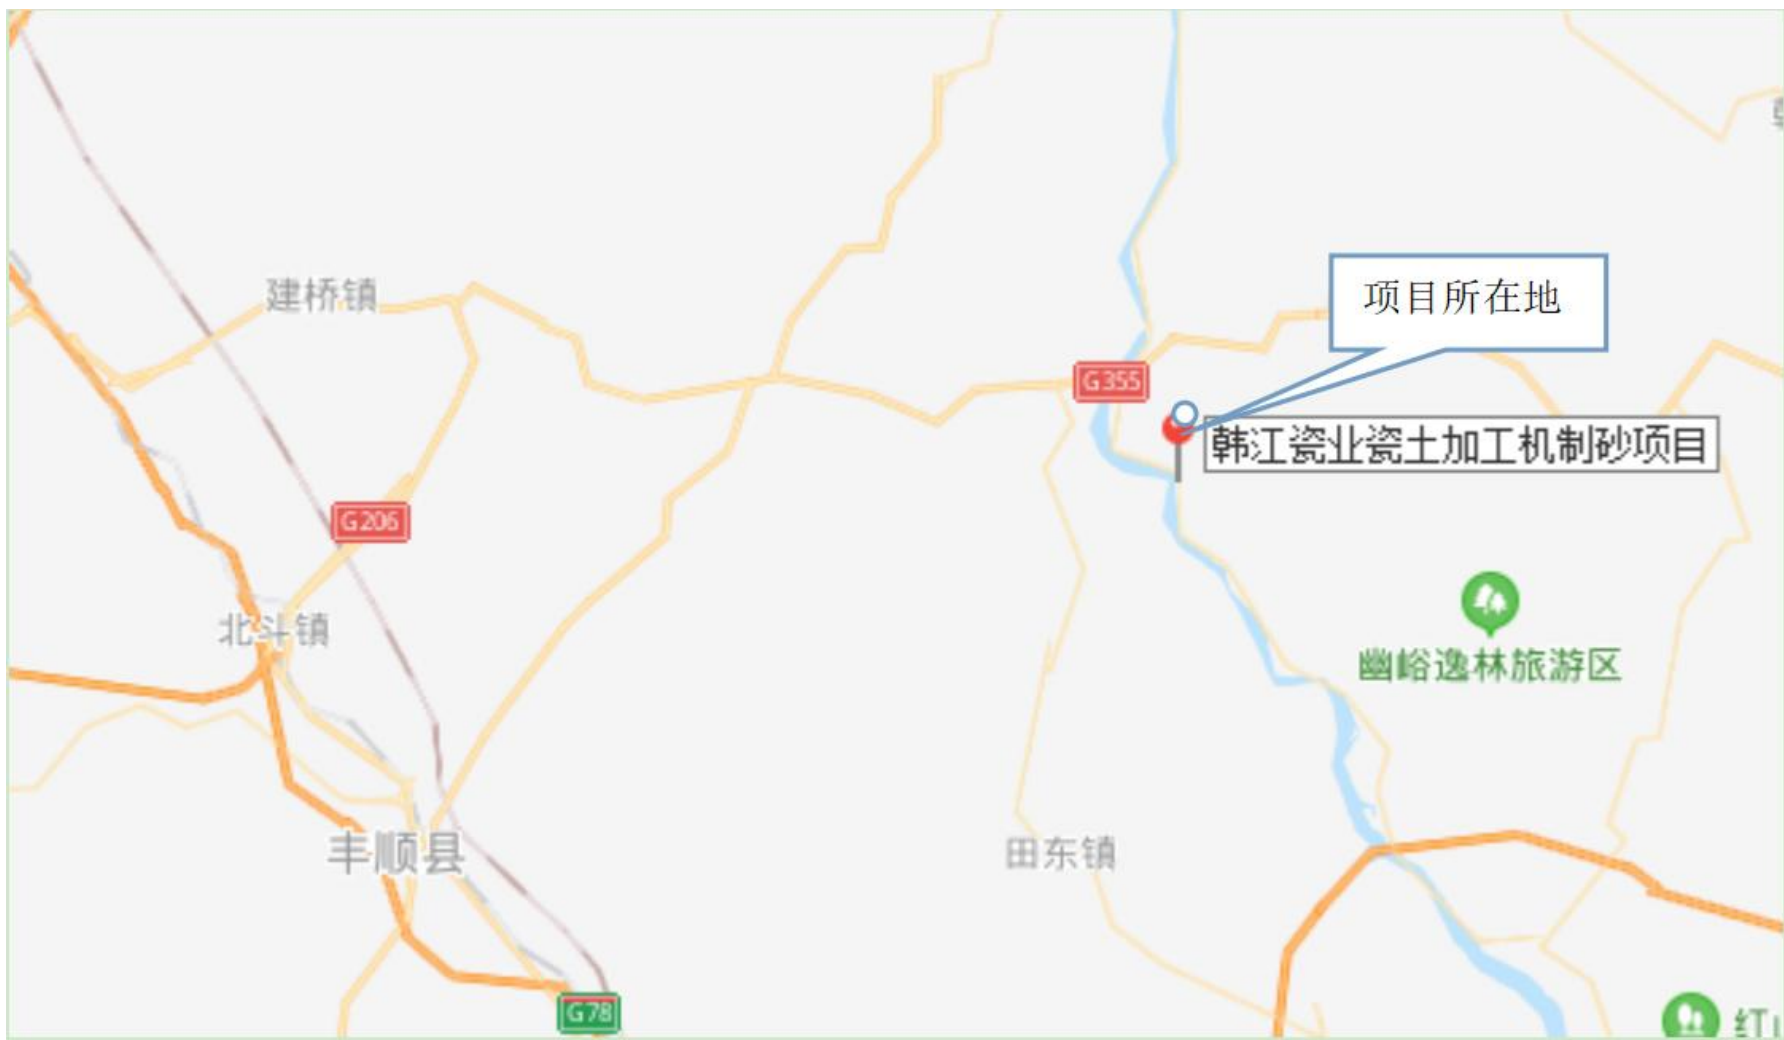 建桥镇
项目所在地
G355
韩江瓷业瓷土加工机制砂项目
G206
北斗镇
幽峪逸林旅游区
丰顺县
田东镇
G78
红